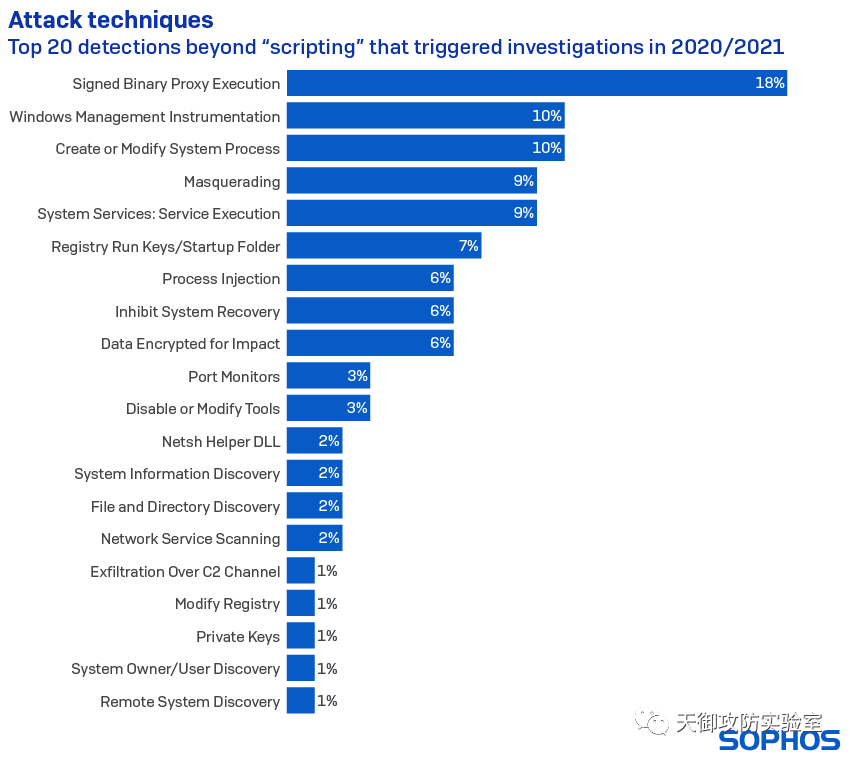 Attack techniques
Top 20 detections beyond “scripting” that triggered investigations in 2020/2021
Signed Binary Proxy Execution 18%
Windows Management Instrumentation 10%
Create or Modify System Process 10%
Masquerading 9%
System Services: Service Execution 9%
Registry Run Keys/Startup Folder 7%
Process Injection 6%
Inhibit System Recovery 6%
Data Encrypted for Impact 6%
Port Monitors 3%
Disable or Modify Tools 3%
Netsh Helper DLL 2%
System Information Discovery 2%
File and Directory Discovery 2%
Network Service Scanning 2%
Exfiltration Over C2 Channel 1%
Modify Registry 1%
Private Keys 1%
System Owner/User Discovery 1%
Remote System Discovery 1%
天御攻防实验室
SOPHOS